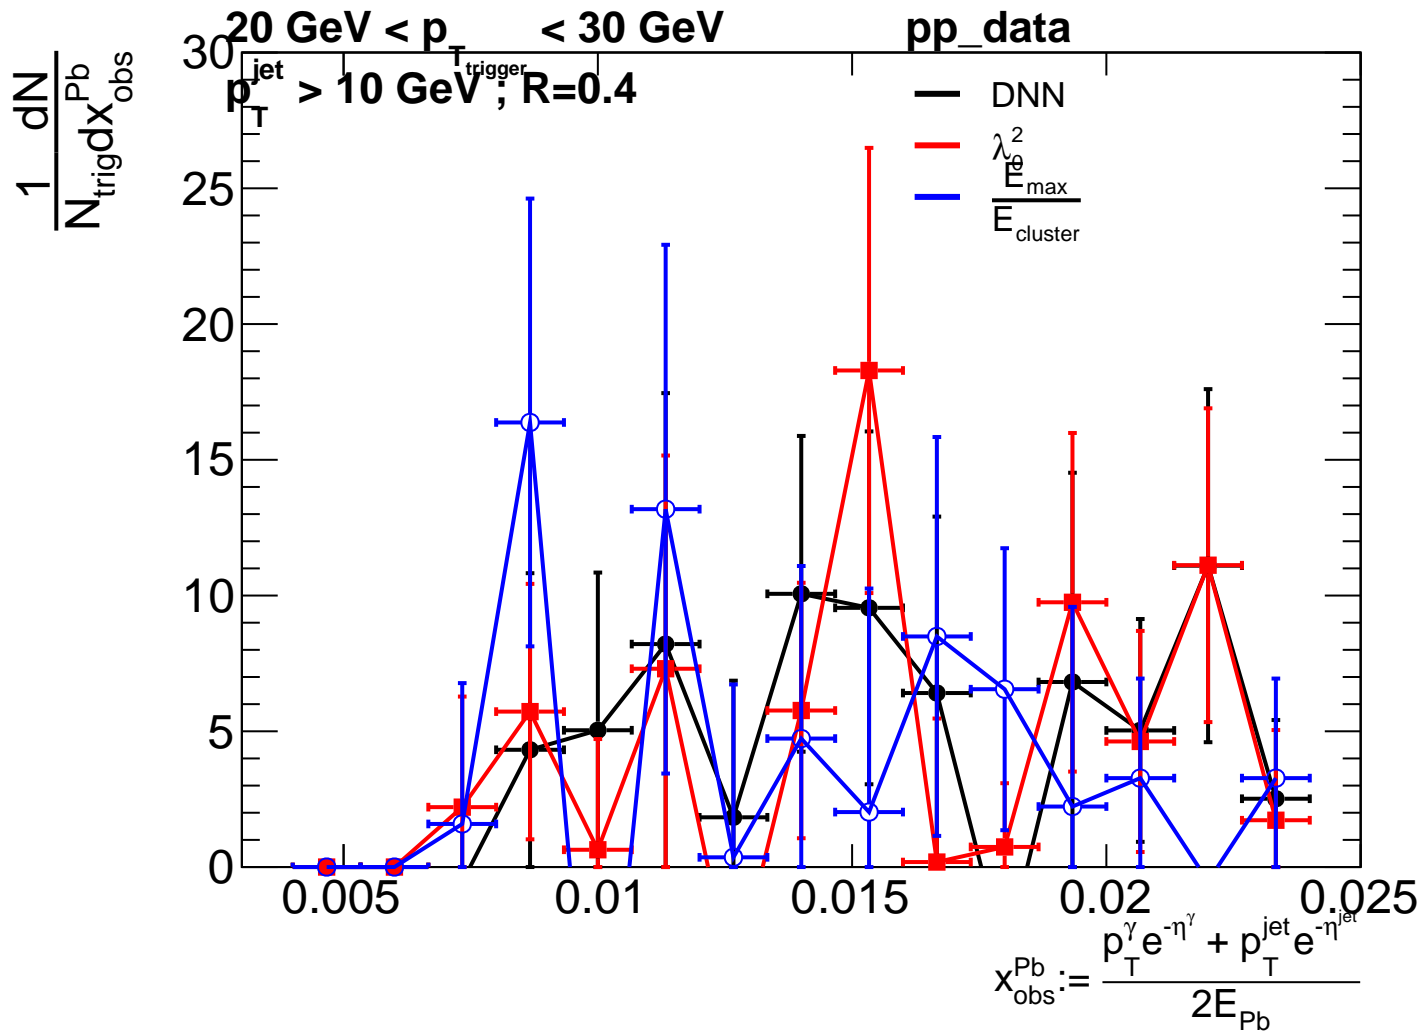 20 GeV < p_T_trigger < 30 GeV pp_data
p_T^jet > 10 GeV ; R=0.4
1 dN
N_trig dx_obs^Pb
DNN
λ_0^2
E_max
E_cluster
30
25
20
15
10
5
0
0.005 0.01 0.015 0.02 0.025
x_obs^Pb := p_T^γ e^-η^γ + p_T^jet e^-η^jet
2E_Pb